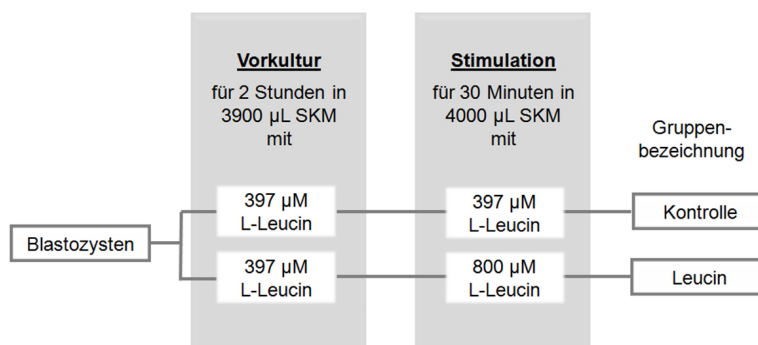 Vorkultur
für 2 Stunden in
3900 µL SKM
mit
Stimulation
für 30 Minuten in
4000 µL SKM
mit
Gruppen-
bezeichnung
Blastozysten
397 µM
L-Leucin
397 µM
L-Leucin
Kontrolle
397 µM
L-Leucin
800 µM
L-Leucin
Leucin